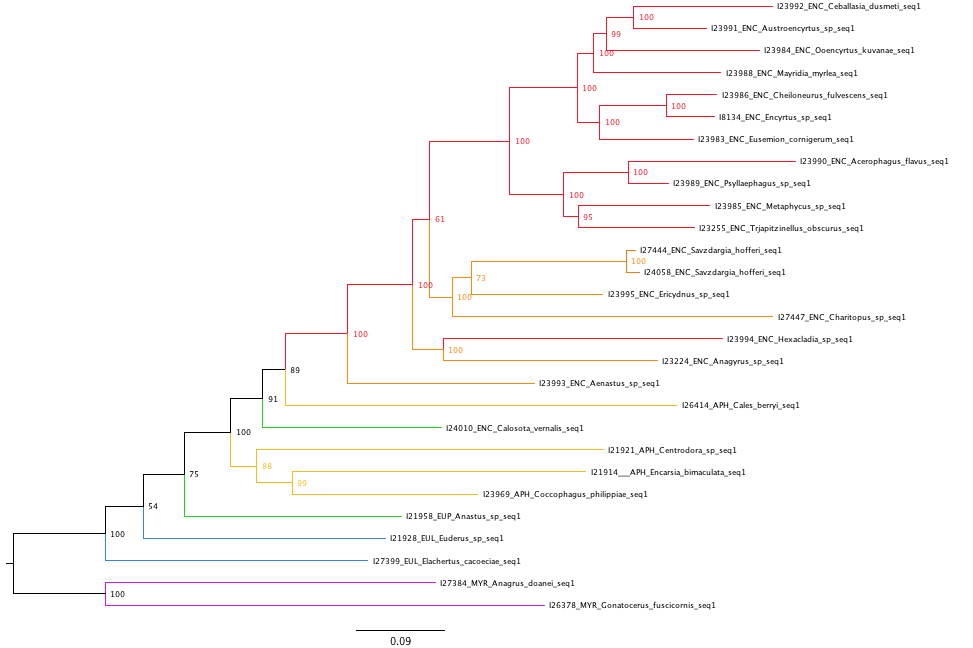 I23992_ENC_Ceballasia_dusmeti_seq1
100
I23991_ENC_Austroencyrtus_sp_seq1
99
I23984_ENC_Ooencyrtus_kuvanae_seq1
100
I23988_ENC_Mayridia_myrlea_seq1
100
I23986_ENC_Cheiloneurus_fulvescens_seq1
100
I8134_ENC_Encyrtus_sp_seq1
100
I23983_ENC_Eusemion_cornigerum_seq1
100
I23990_ENC_Acerophagus_flavus_seq1
100
I23989_ENC_Psyllaephagus_sp_seq1
100
I23985_ENC_Metaphycus_sp_seq1
95
61
I23255_ENC_Trjapitzinellus_obscurus_seq1
I27444_ENC_Savzdargia_hofferi_seq1
100
I24058_ENC_Savzdargia_hofferi_seq1
73
100
I23995_ENC_Ericydnus_sp_seq1
100
I27447_ENC_Charitopus_sp_seq1
100
I23994_ENC_Hexacladia_sp_seq1
100
I23224_ENC_Anagyrus_sp_seq1
89
I23993_ENC_Aenastus_sp_seq1
91
I26414_APH_Cales_berryi_seq1
I24010_ENC_Calosota_vernalis_seq1
100
I21921_APH_Centrodora_sp_seq1
88
I21914___APH_Encarsia_bimaculata_seq1
75
99
I23969_APH_Coccophagus_philippiae_seq1
54
I21958_EUP_Anastus_sp_seq1
100
I21928_EUL_Euderus_sp_seq1
I27399_EUL_Elachertus_cacoeciae_seq1
I27384_MYR_Anagrus_doanei_seq1
100
I26378_MYR_Gonatocerus_fuscicornis_seq1
0.09